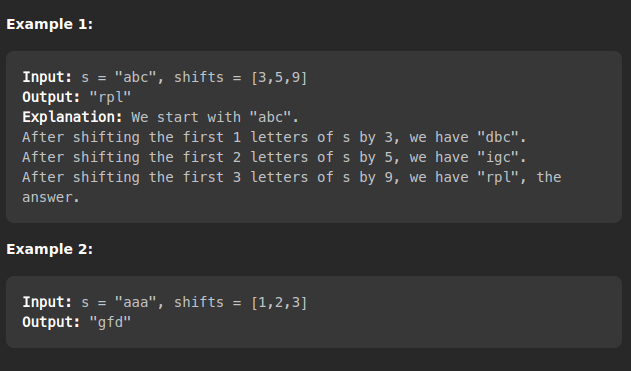 Example 1:
Input: s = "abc", shifts = [3,5,9]
Output: "rpl"
Explanation: We start with "abc".
After shifting the first 1 letters of s by 3, we have "dbc".
After shifting the first 2 letters of s by 5, we have "igc".
After shifting the first 3 letters of s by 9, we have "rpl", the
answer.
Example 2:
Input: s = "aaa", shifts = [1,2,3]
Output: "gfd"